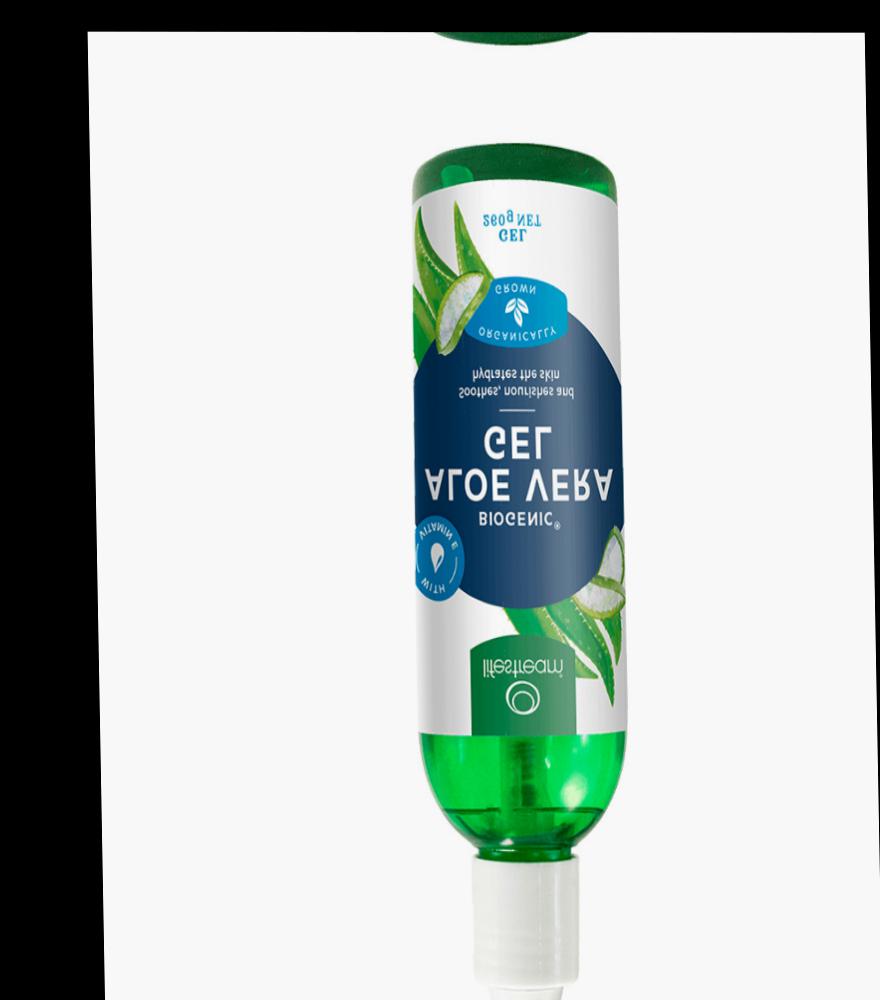 lifestream
WITH
VITAMIN E
BIOGENIC®
ALOE VERA
GEL
Soothes, nourishes and
hydrates the skin
ORGANICALLY
GROWN
GEL
260g NET